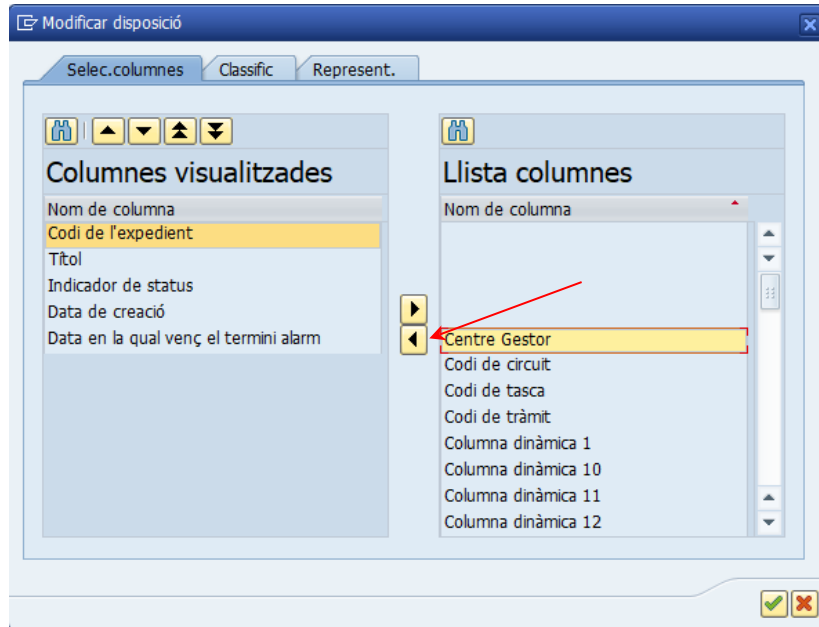 Modificar disposició
Selec.columnes Classific Represent.
Columnes visualitzades
Nom de columna
Codi de l'expedient
Títol
Indicador de status
Data de creació
Data en la qual venç el termini alarm
Llista columnes
Nom de columna
Centre Gestor
Codi de circuit
Codi de tasca
Codi de tràmit
Columna dinàmica 1
Columna dinàmica 10
Columna dinàmica 11
Columna dinàmica 12